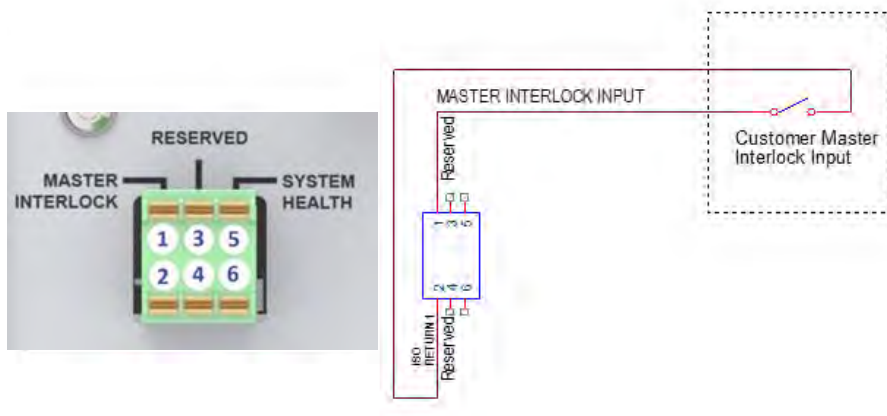 RESERVED
MASTER
INTERLOCK
SYSTEM
HEALTH
1 3 5
2 4 6
MASTER INTERLOCK INPUT
Reserved
Customer Master
Interlock Input
1 3 5
2 4 6
ISO
RETURN 1
Reserved